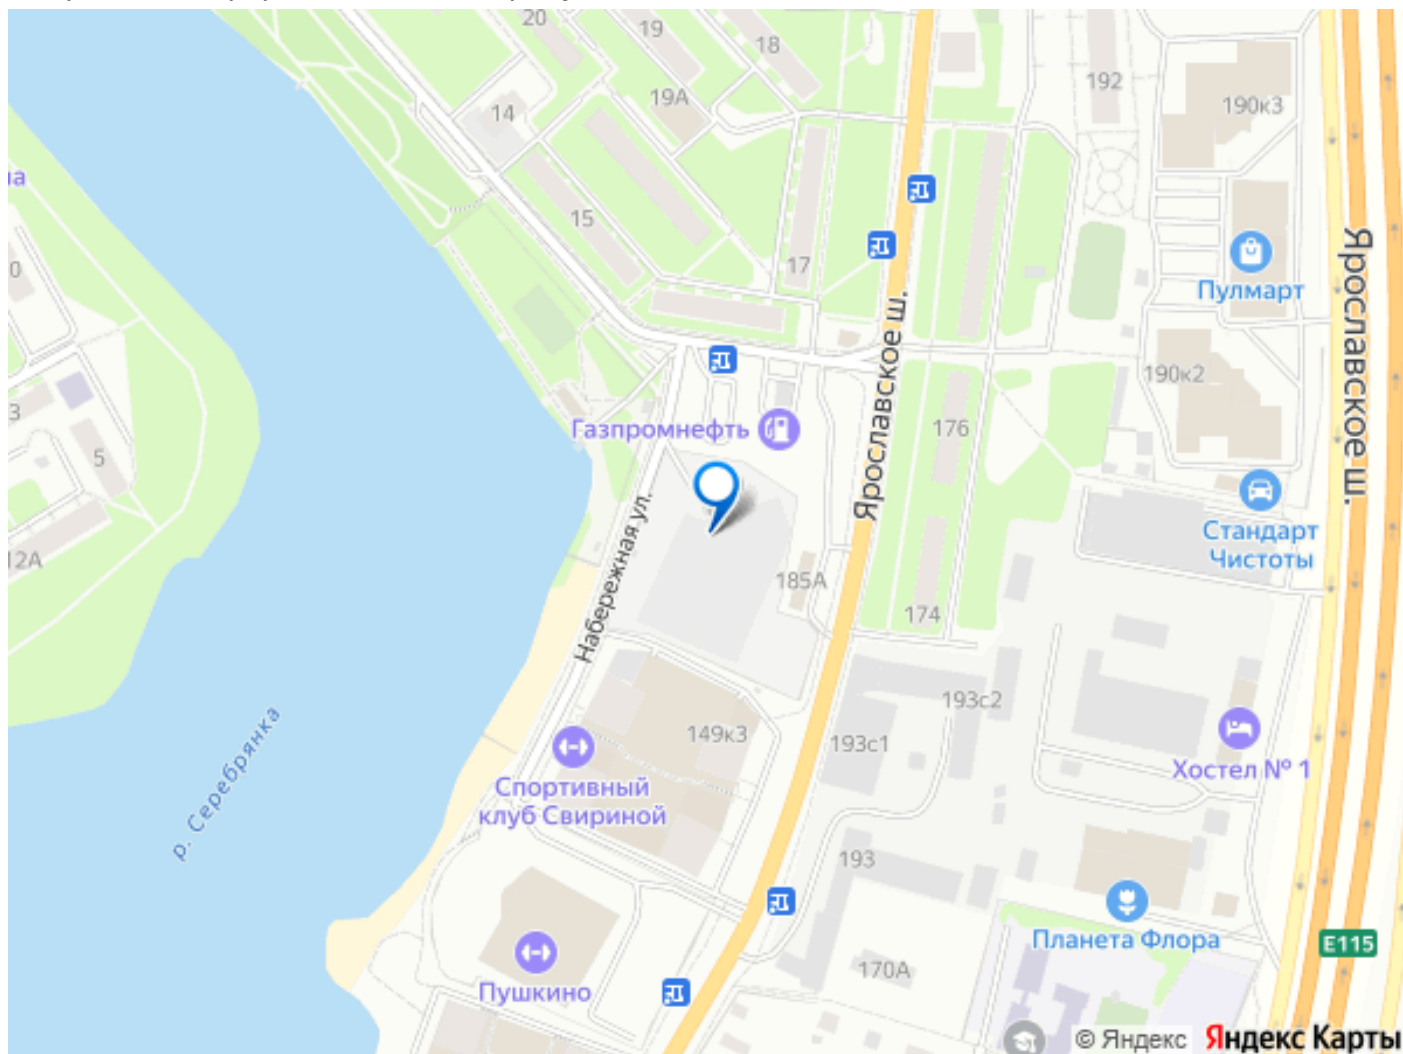 20
19
18
192
14
19А
190к3
15
17
Пулмарт
Ярославское ш.
Ярославское ш.
190к2
Газпромнефть
176
5
3
0
12А
Набережная ул.
Стандарт
Чистоты
185А
174
193с2
149к3
193с1
р. Серебрянка
Спортивный
клуб Свириной
Хостел № 1
193
Планета Флора
E115
170А
Пушкино
© Яндекс
Яндекс Карты